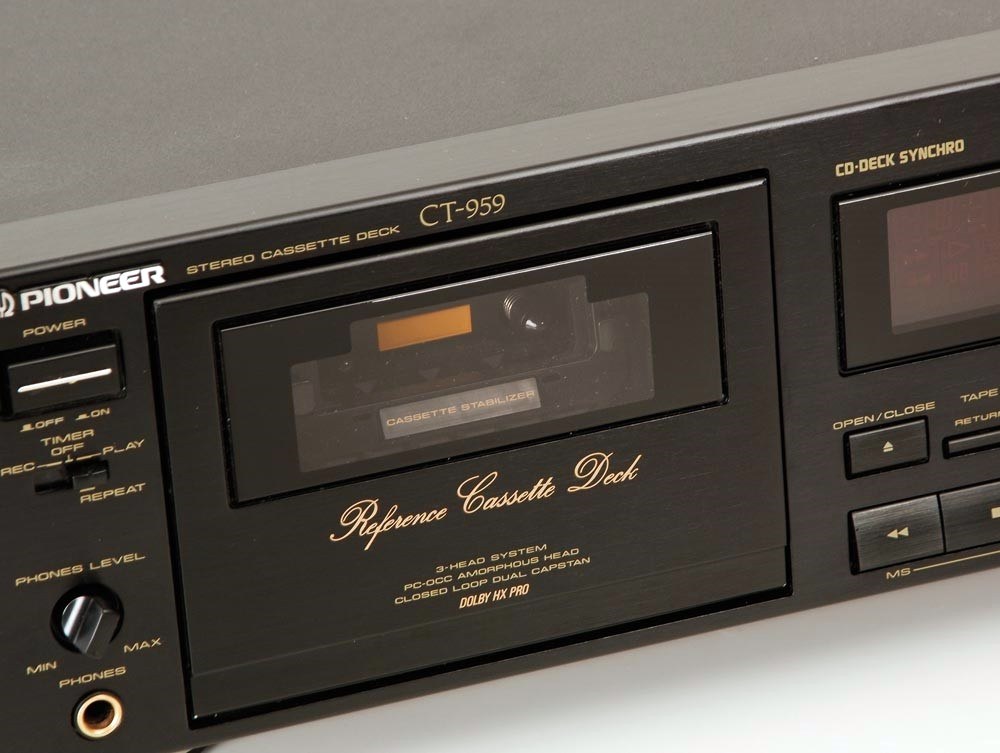 PIONEER
STEREO CASSETTE DECK
CT-959
CD·DECK SYNCHRO
POWER
OFF ON
TIMER
OFF
REC PLAY
REPEAT
PHONES LEVEL
MIN MAX
PHONES
CASSETTE STABILIZER
Reference Cassette Deck
3-HEAD SYSTEM
PC-OCC AMORPHOUS HEAD
CLOSED LOOP DUAL CAPSTAN
DOLBY HX PRO
OPEN/CLOSE
TAPE
RETUR
MS